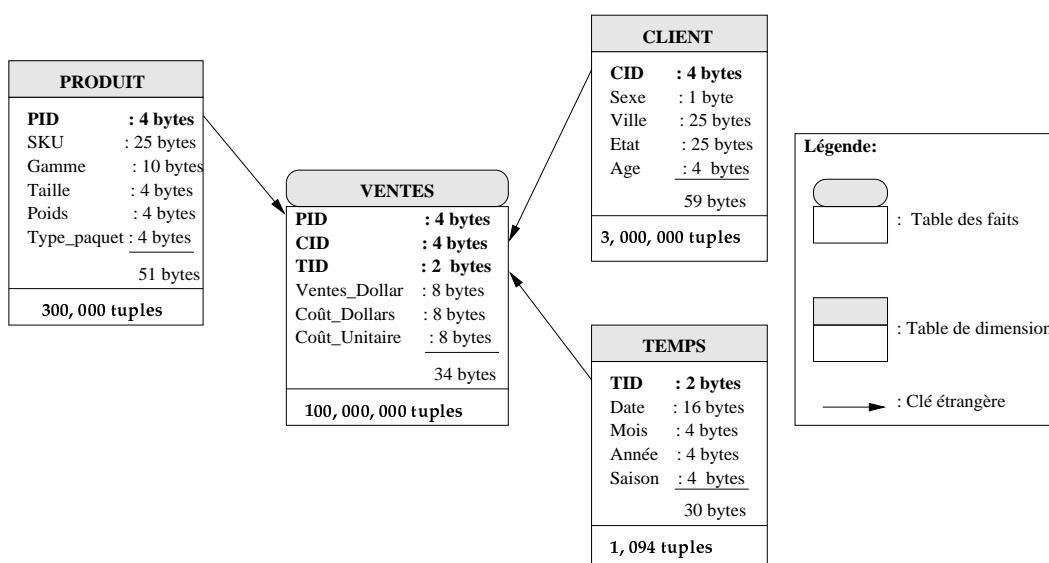 PRODUIT
PID : 4 bytes
SKU : 25 bytes
Gamme : 10 bytes
Taille : 4 bytes
Poids : 4 bytes
Type_paquet : 4 bytes
51 bytes
300, 000 tuples
VENTES
PID : 4 bytes
CID : 4 bytes
TID : 2 bytes
Ventes_Dollar : 8 bytes
Coût_Dollars : 8 bytes
Coût_Unitaire : 8 bytes
34 bytes
100, 000, 000 tuples
CLIENT
CID : 4 bytes
Sexe : 1 byte
Ville : 25 bytes
Etat : 25 bytes
Age : 4 bytes
59 bytes
3, 000, 000 tuples
TEMPS
TID : 2 bytes
Date : 16 bytes
Mois : 4 bytes
Année : 4 bytes
Saison : 4 bytes
30 bytes
1, 094 tuples
Légende:
: Table des faits
: Table de dimension
: Clé étrangère